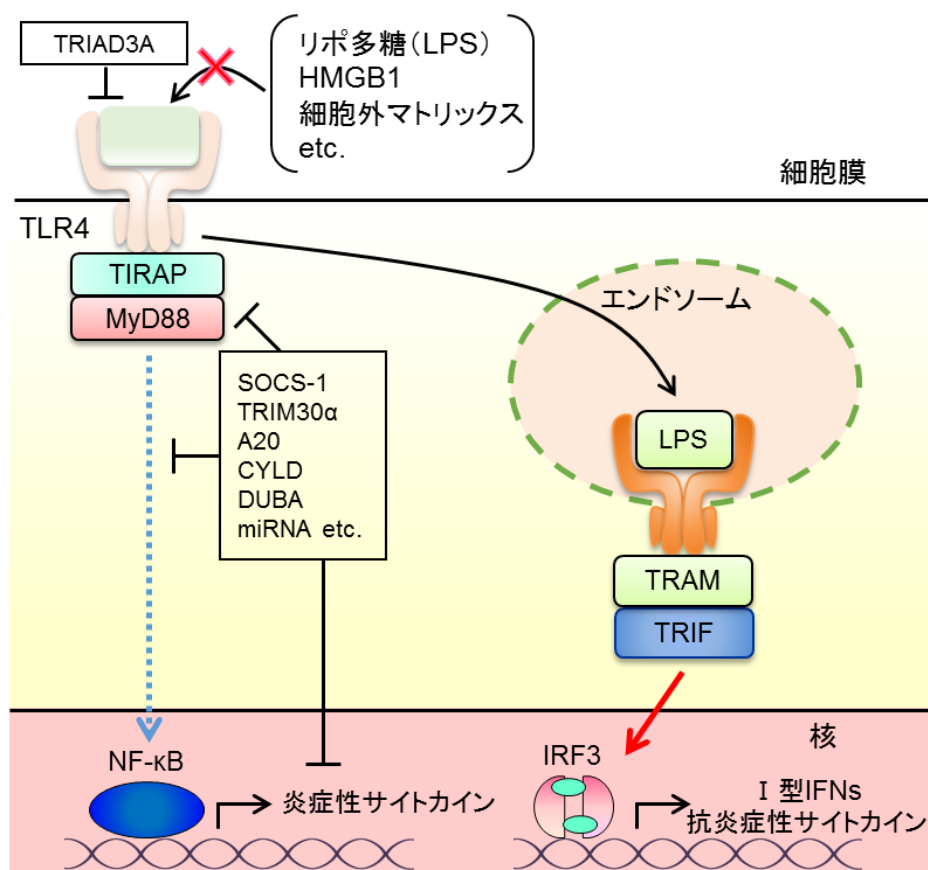 TRIAD3A
リポ多糖(LPS)
HMGB1
細胞外マトリックス
etc.
細胞膜
TLR4
TIRAP
MyD88
エンドソーム
SOCS-1
TRIM30α
A20
CYLD
DUBA
miRNA etc.
LPS
TRAM
TRIF
核
NF-κB
炎症性サイトカイン
IRF3
Ⅰ型IFNs
抗炎症性サイトカイン